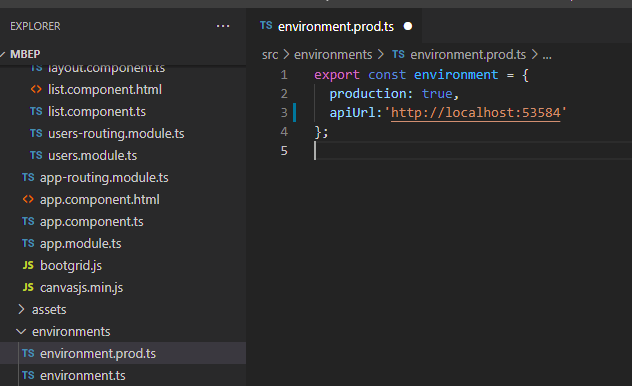 EXPLORER ...
MBEP
layout.component.ts
<> list.component.html
TS list.component.ts
TS users-routing.module.ts
TS users.module.ts
TS app-routing.module.ts
<> app.component.html
TS app.component.ts
TS app.module.ts
JS bootgrid.js
JS canvasjs.min.js
> assets
environments
TS environment.prod.ts
TS environment.ts
TS environment.prod.ts ●
src > environments > TS environment.prod.ts > ...
1 export const environment = {
2   production: true,
3   apiUrl:'http://localhost:53584'
4 };
5